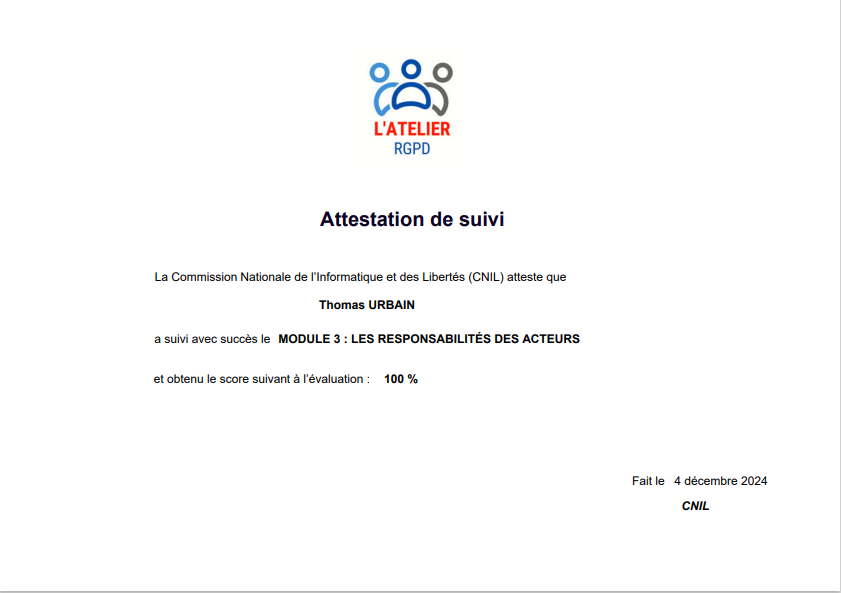 L'ATELIER
RGPD
Attestation de suivi
La Commission Nationale de l'Informatique et des Libertés (CNIL) atteste que
Thomas URBAIN
a suivi avec succès le MODULE 3 : LES RESPONSABILITÉS DES ACTEURS
et obtenu le score suivant à l'évaluation : 100 %
Fait le 4 décembre 2024
CNIL